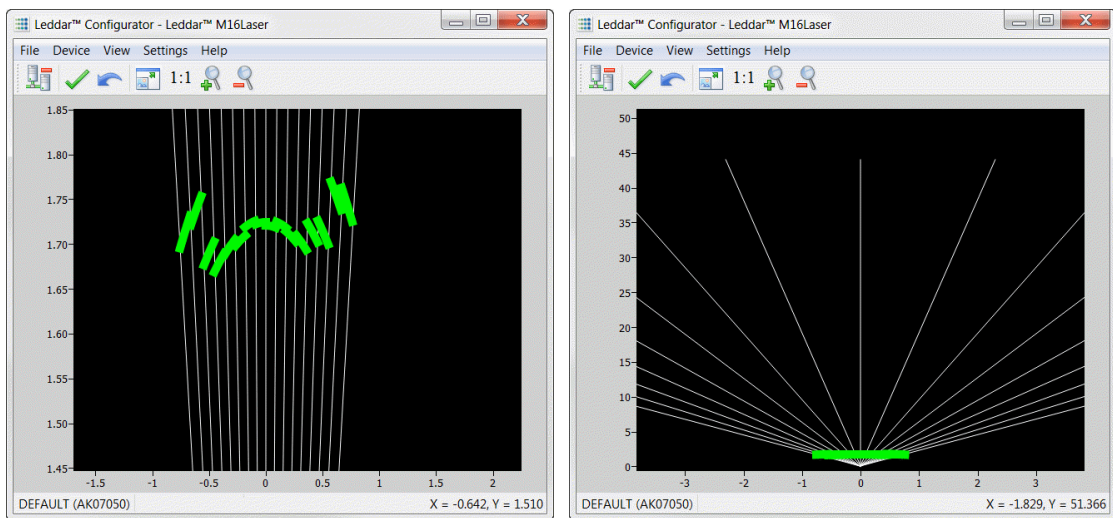 Leddar™ Configurator - Leddar™ M16Laser
File Device View Settings Help
1:1
1.85
1.80
1.75
1.70
1.65
1.60
1.55
1.50
1.45
-1.5 -1 -0.5 0 0.5 1 1.5 2
DEFAULT (AK07050) X = -0.642, Y = 1.510
Leddar™ Configurator - Leddar™ M16Laser
File Device View Settings Help
1:1
50
45
40
35
30
25
20
15
10
5
0
-3 -2 -1 0 1 2 3
DEFAULT (AK07050) X = -1.829, Y = 51.366